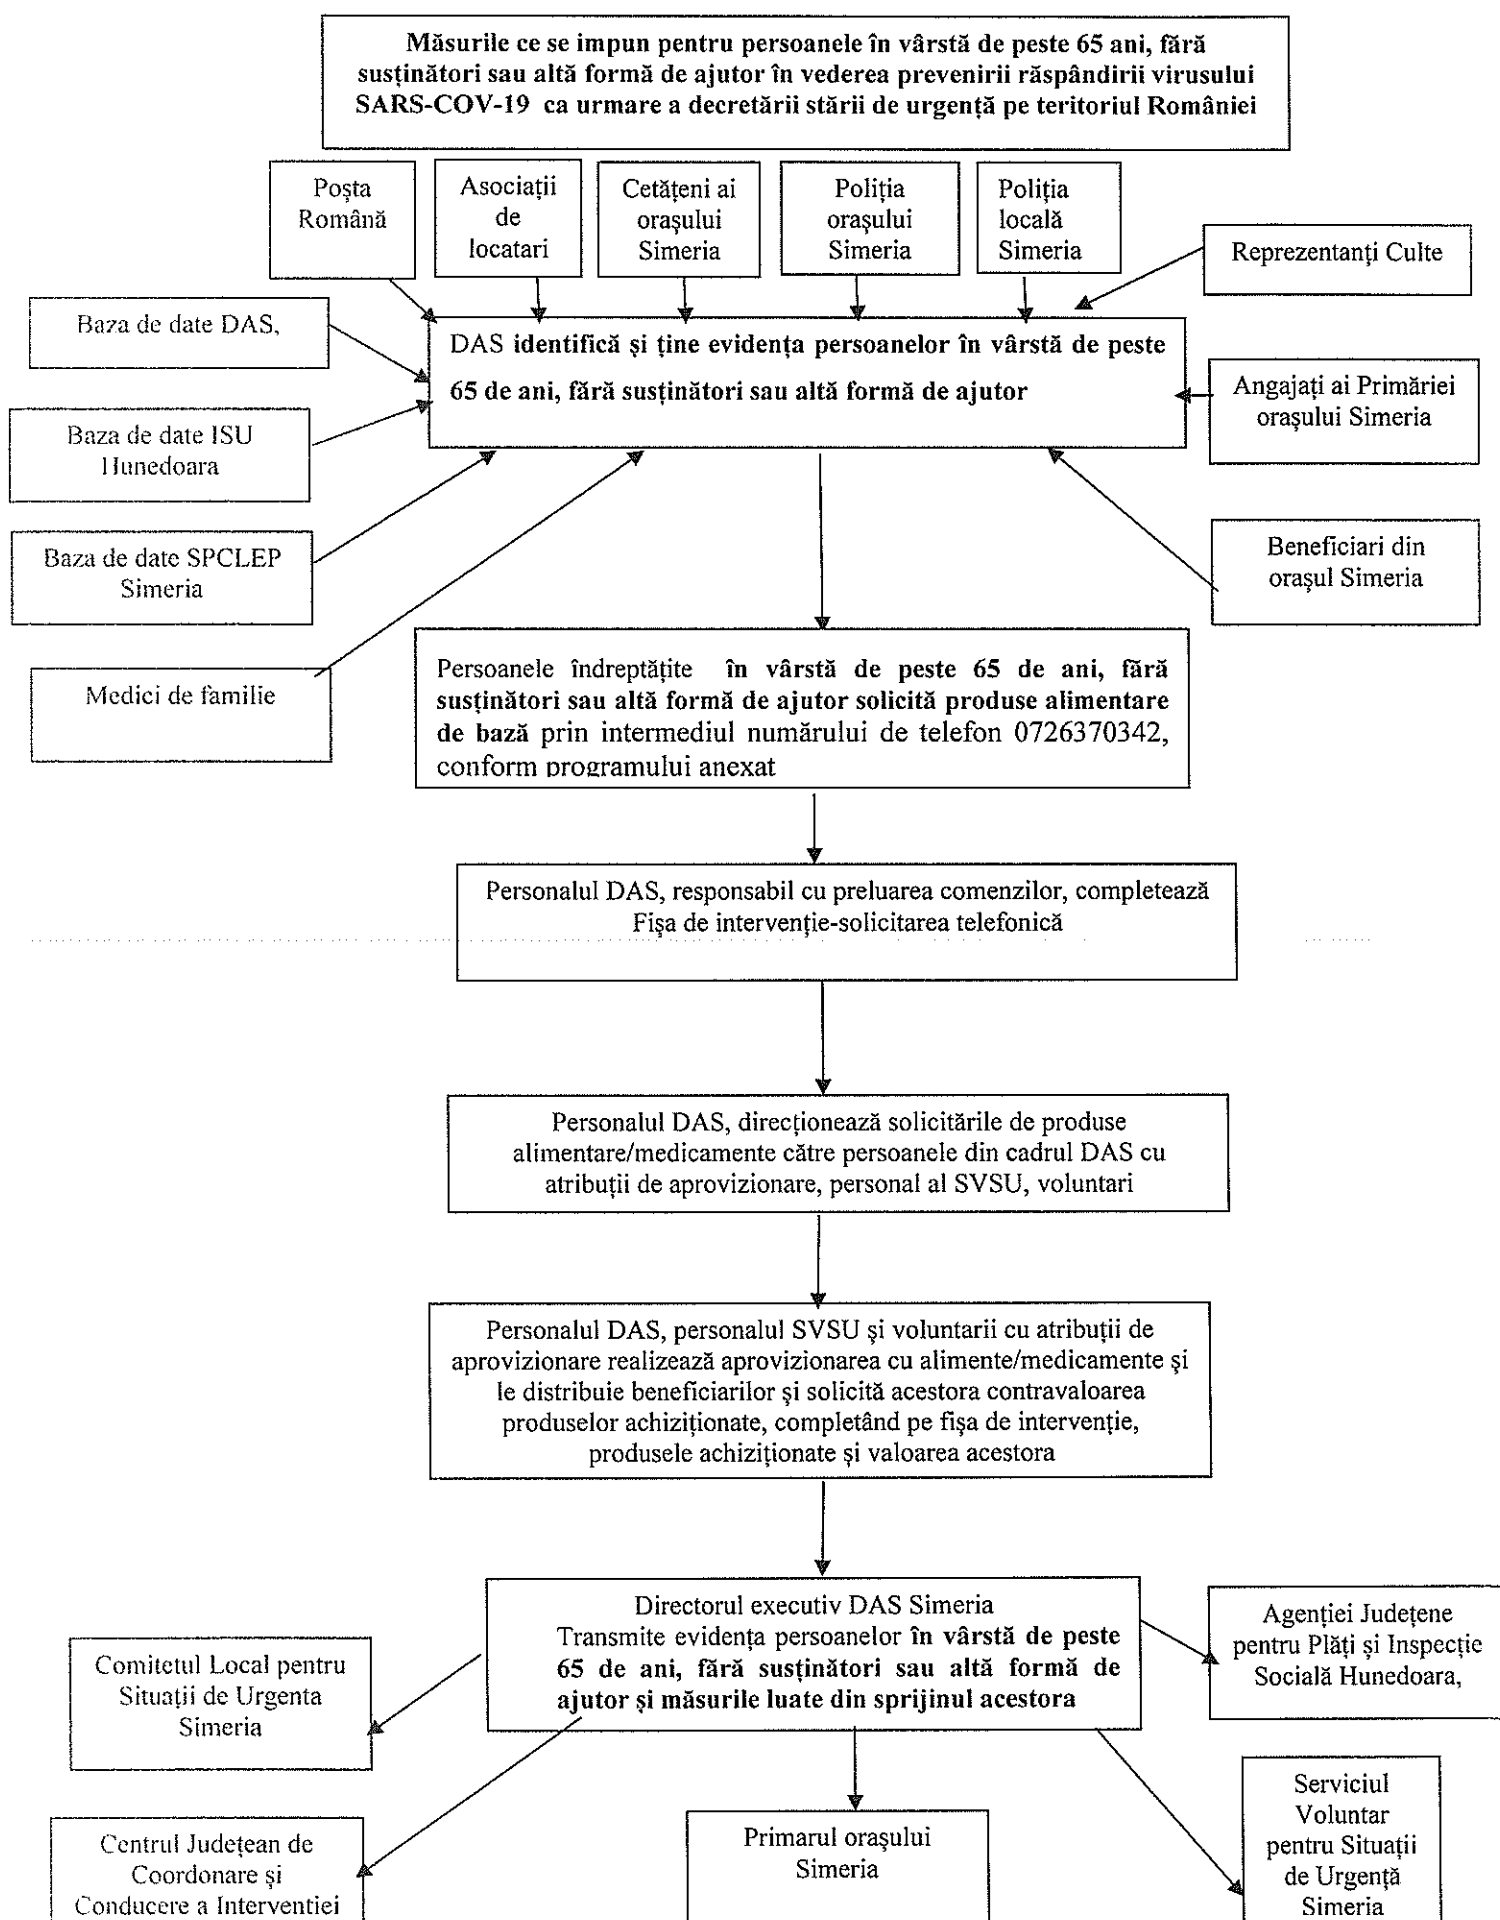 Măsurile ce se impun pentru persoanele în vârstă de peste 65 ani, fără
susținători sau altă formă de ajutor în vederea prevenirii răspândirii virusului
SARS-COV-19 ca urmare a decretării stării de urgență pe teritoriul României
Poșta
Română
Asociații
de
locatari
Cetățeni ai
orașului
Simeria
Poliția
orașului
Simeria
Poliția
locală
Simeria
Reprezentanți Culte
Baza de date DAS,
DAS identifică și ține evidența persoanelor în vârstă de peste
65 de ani, fără susținători sau altă formă de ajutor
Angajați ai Primăriei
orașului Simeria
Baza de date ISU
Hunedoara
Baza de date SPCLEP
Simeria
Beneficiari din
orașul Simeria
Medici de familie
Persoanele îndreptățite în vârstă de peste 65 de ani, fără
susținători sau altă formă de ajutor solicită produse alimentare
de bază prin intermediul numărului de telefon 0726370342,
conform programului anexat
Personalul DAS, responsabil cu preluarea comenzilor, completează
Fișa de intervenție-solicitarea telefonică
Personalul DAS, direcționează solicitările de produse
alimentare/medicamente către persoanele din cadrul DAS cu
atribuții de aprovizionare, personal al SVSU, voluntari
Personalul DAS, personalul SVSU și voluntarii cu atribuții de
aprovizionare realizează aprovizionarea cu alimente/medicamente și
le distribuie beneficiarilor și solicită acestora contravaloarea
produselor achiziționate, completând pe fișa de intervenție,
produsele achiziționate și valoarea acestora
Directorul executiv DAS Simeria
Transmite evidența persoanelor în vârstă de peste
65 de ani, fără susținători sau altă formă de
ajutor și măsurile luate din sprijinul acestora
Agenției Județene
pentru Plăți și Inspecție
Socială Hunedoara,
Comitetul Local pentru
Situații de Urgenta
Simeria
Centrul Județean de
Coordonare și
Conducere a Interventiei
Primarul orașului
Simeria
Serviciul
Voluntar
pentru Situații
de Urgență
Simeria